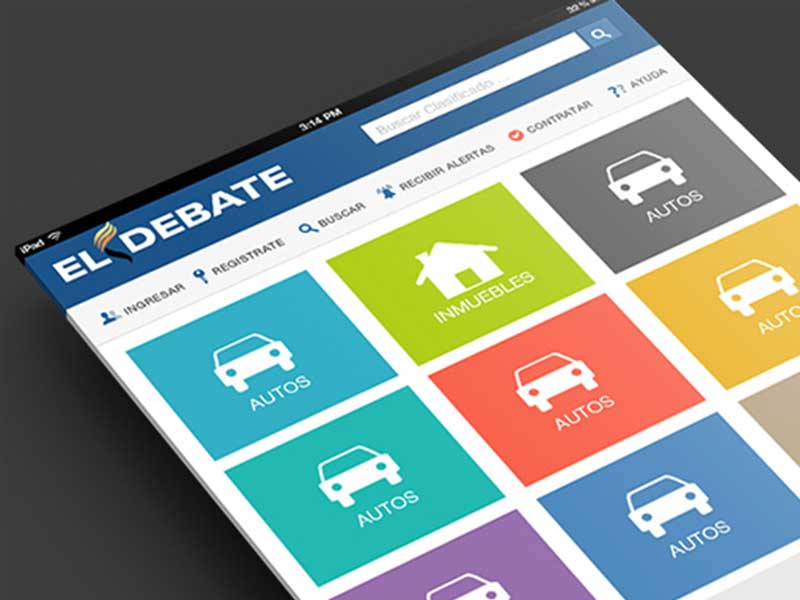 iPad
3:14 PM
32 %
EL DEBATE
Buscar Clasificado ...
INGRESAR
REGISTRATE
BUSCAR
RECIBIR ALERTAS
CONTRATAR
?? AYUDA
AUTOS
INMUEBLES
AUTOS
AUTOS
AUTOS
AUTOS
AUTOS